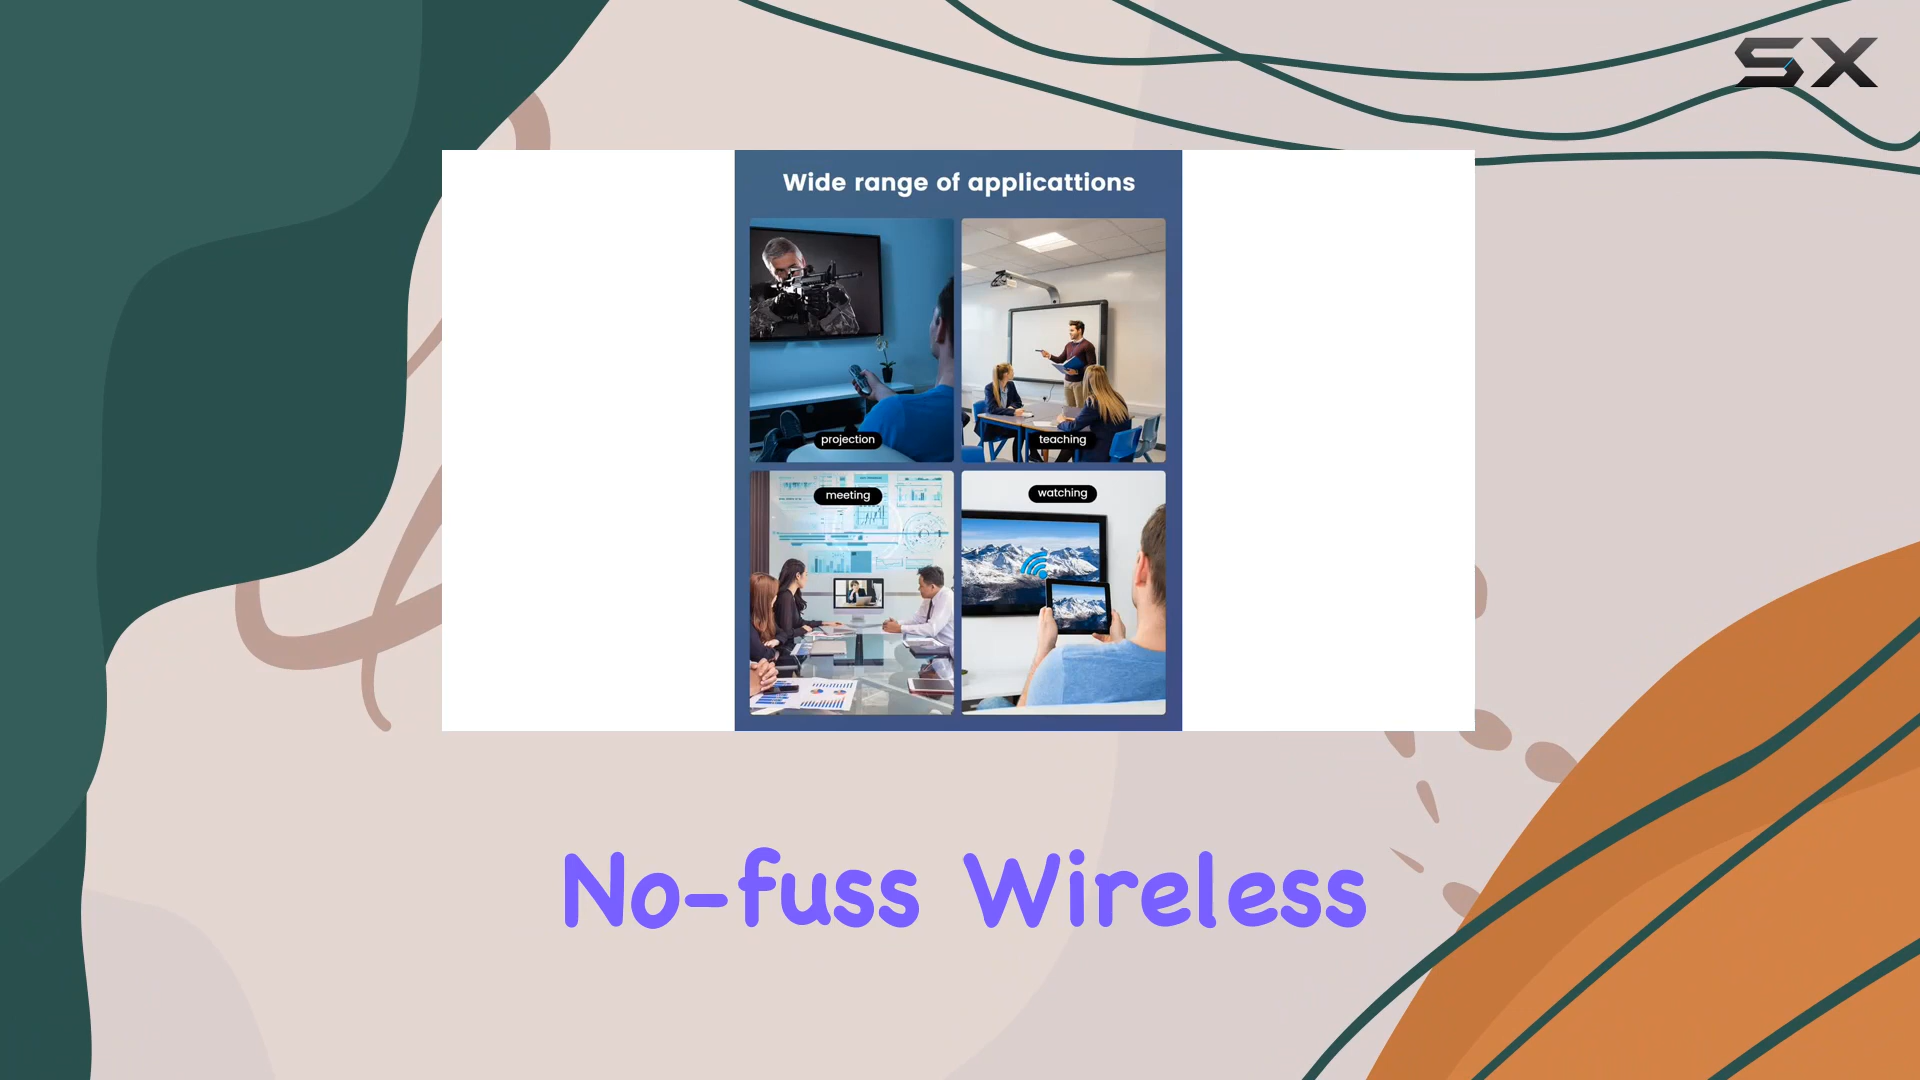 SX
Wide range of applicattions
projection
teaching
meeting
watching
No-fuss Wireless